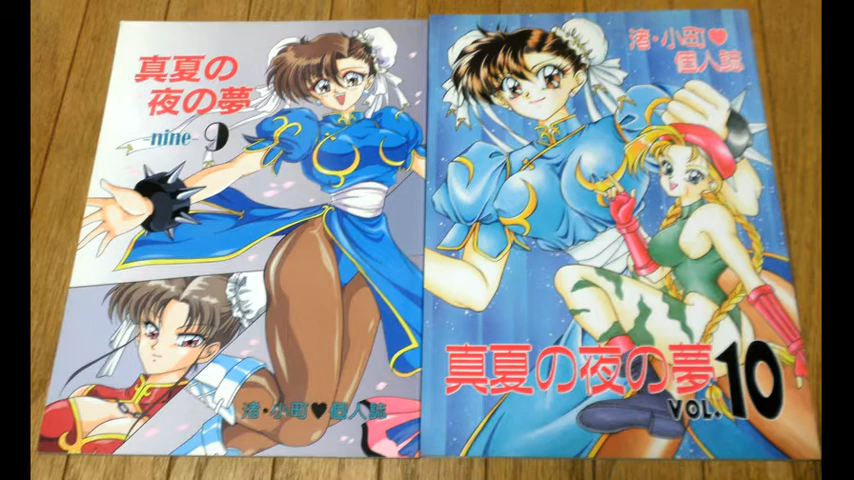 真夏の
夜の夢
-nine- 9
渚・小町♥個人誌
渚・小町♥
個人誌
真夏の夜の夢
VOL.10